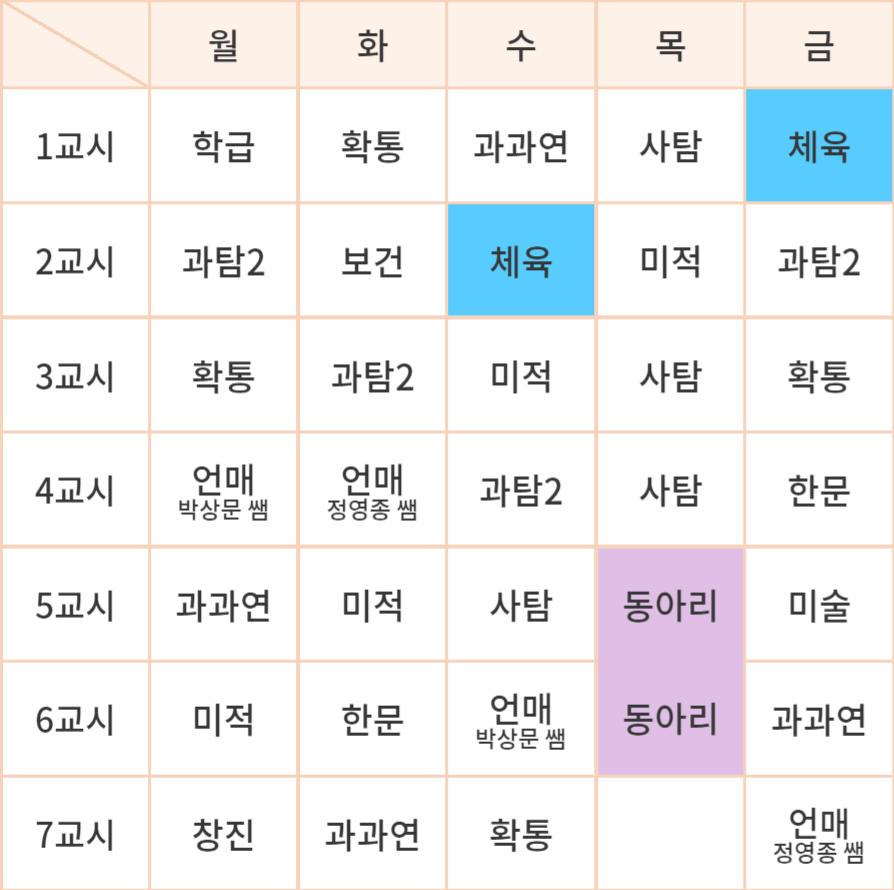 월 화 수 목 금
1교시 학급 확통 과과연 사탐 체육
2교시 과탐2 보건 체육 미적 과탐2
3교시 확통 과탐2 미적 사탐 확통
4교시 언매 언매 과탐2 사탐 한문
박상문 쌤 정영종 쌤
5교시 과과연 미적 사탐 동아리 미술
6교시 미적 한문 언매 동아리 과과연
박상문 쌤
7교시 창진 과과연 확통 언매
정영종 쌤